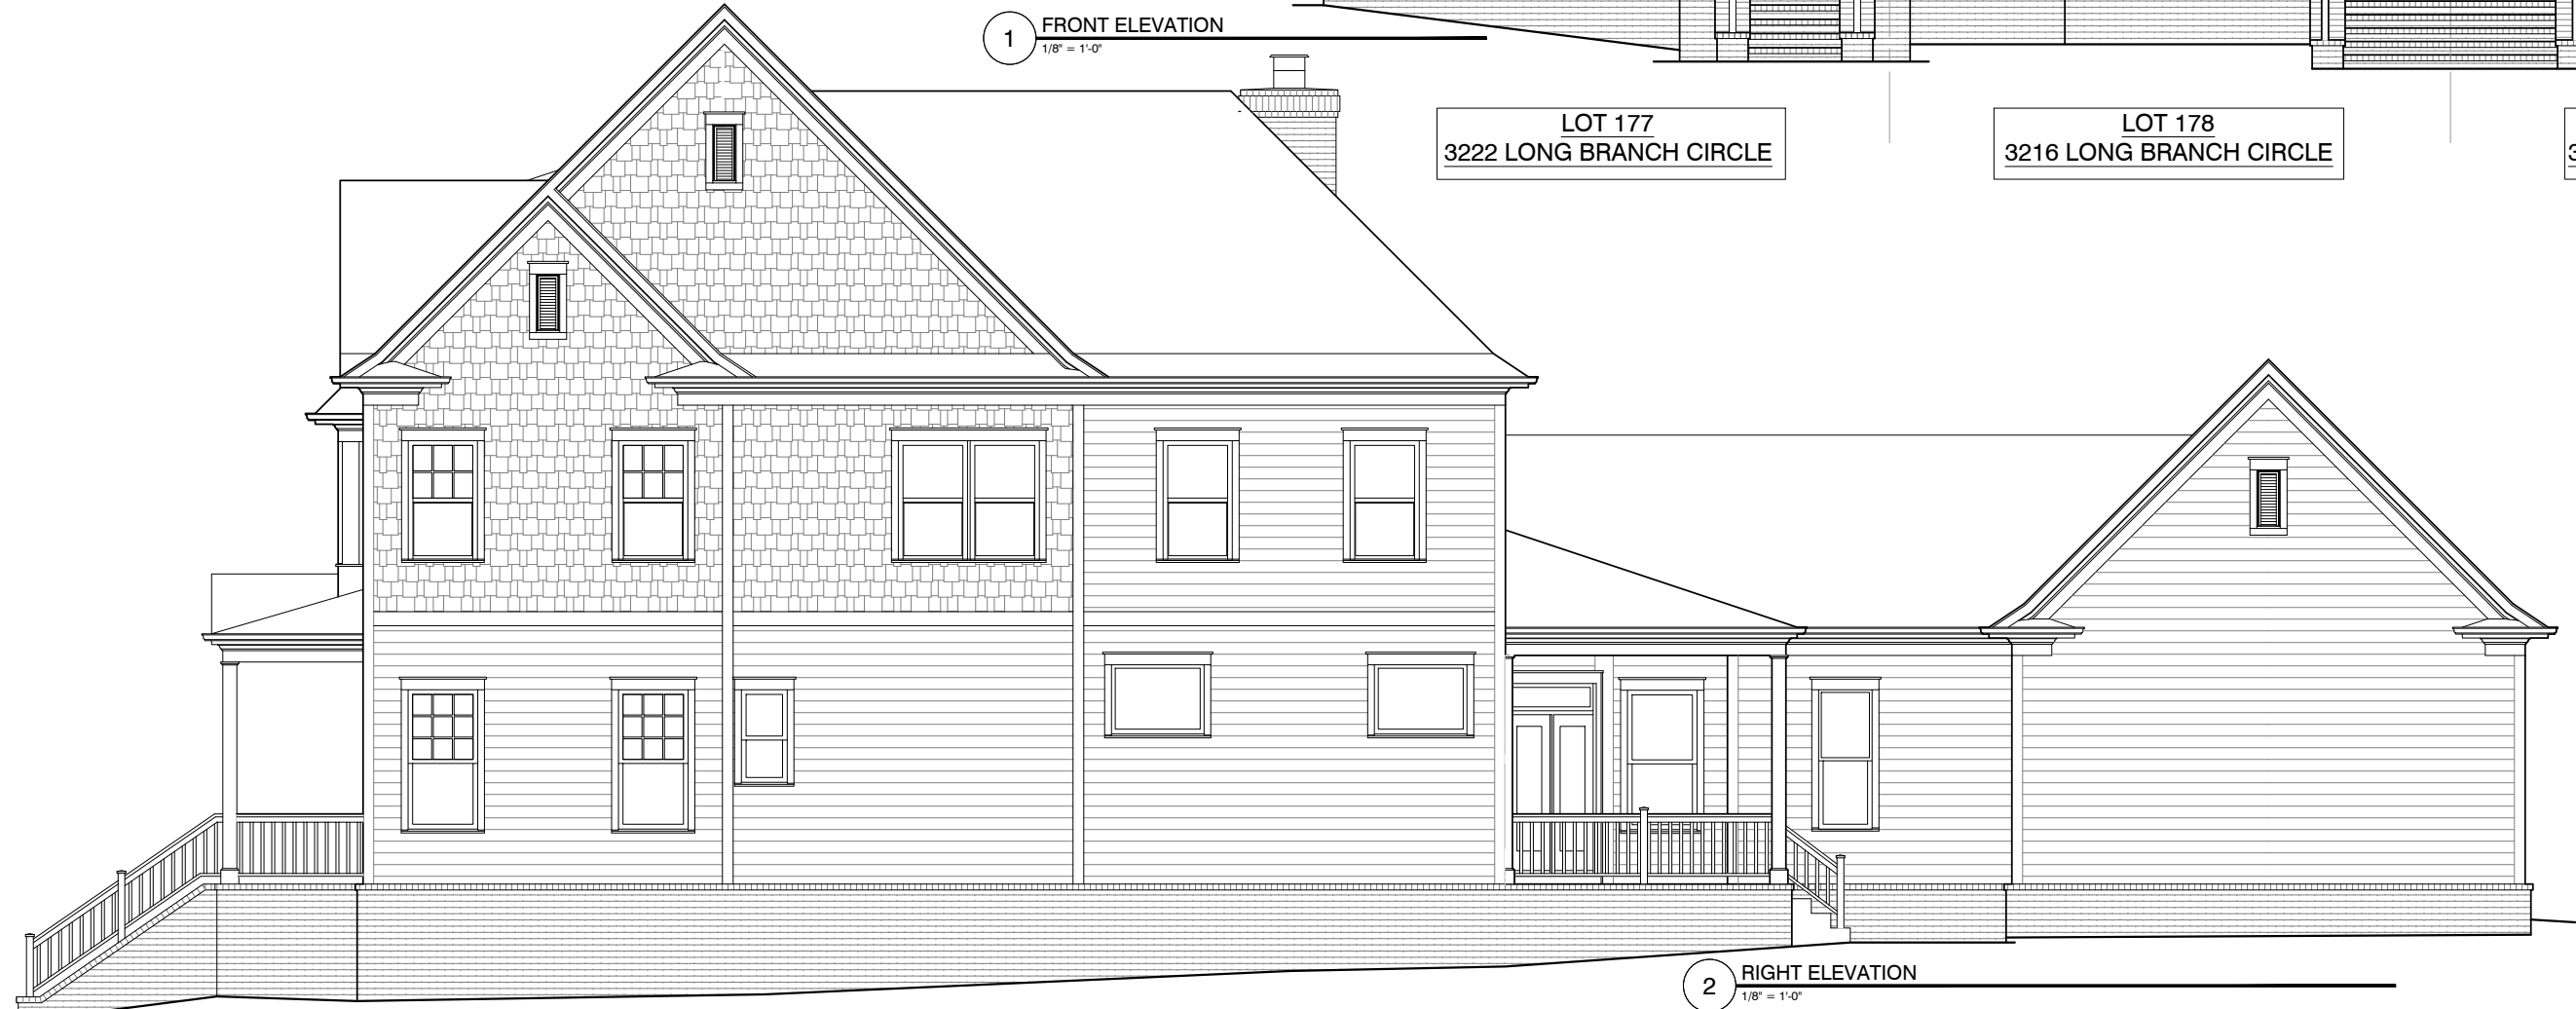 1
FRONT ELEVATION
1/8" = 1'-0"
LOT 177
3222 LONG BRANCH CIRCLE
LOT 178
3216 LONG BRANCH CIRCLE
3
2
RIGHT ELEVATION
1/8" = 1'-0"